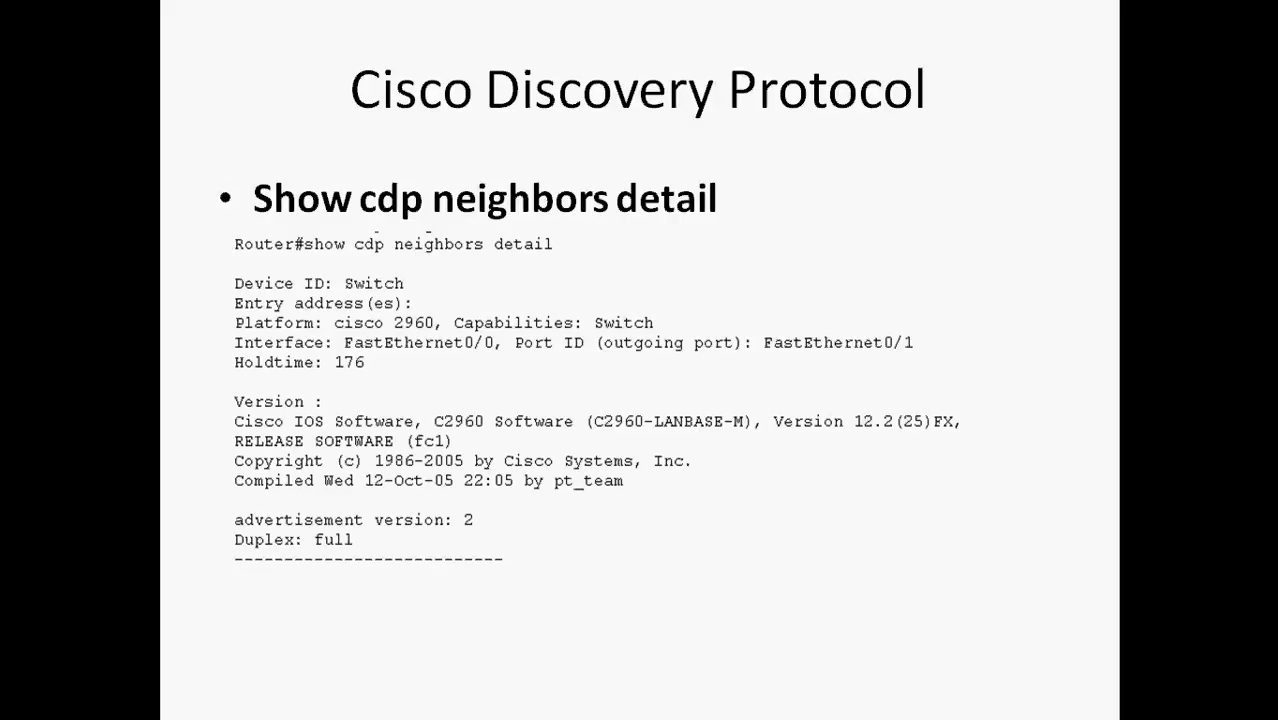 Cisco Discovery Protocol
• Show cdp neighbors detail
Router#show cdp neighbors detail
Device ID: Switch
Entry address(es):
Platform: cisco 2960, Capabilities: Switch
Interface: FastEthernet0/0, Port ID (outgoing port): FastEthernet0/1
Holdtime: 176
Version :
Cisco IOS Software, C2960 Software (C2960-LANBASE-M), Version 12.2(25)FX,
RELEASE SOFTWARE (fc1)
Copyright (c) 1986-2005 by Cisco Systems, Inc.
Compiled Wed 12-Oct-05 22:05 by pt_team
advertisement version: 2
Duplex: full
---------------------------